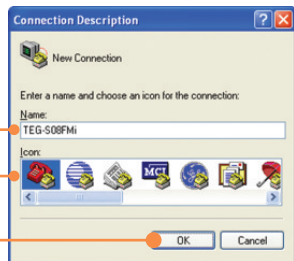 Connection Description
New Connection
Enter a name and choose an icon for the connection:
Name:
TEG-S08FMi
Icon:
MCI
OK
Cancel